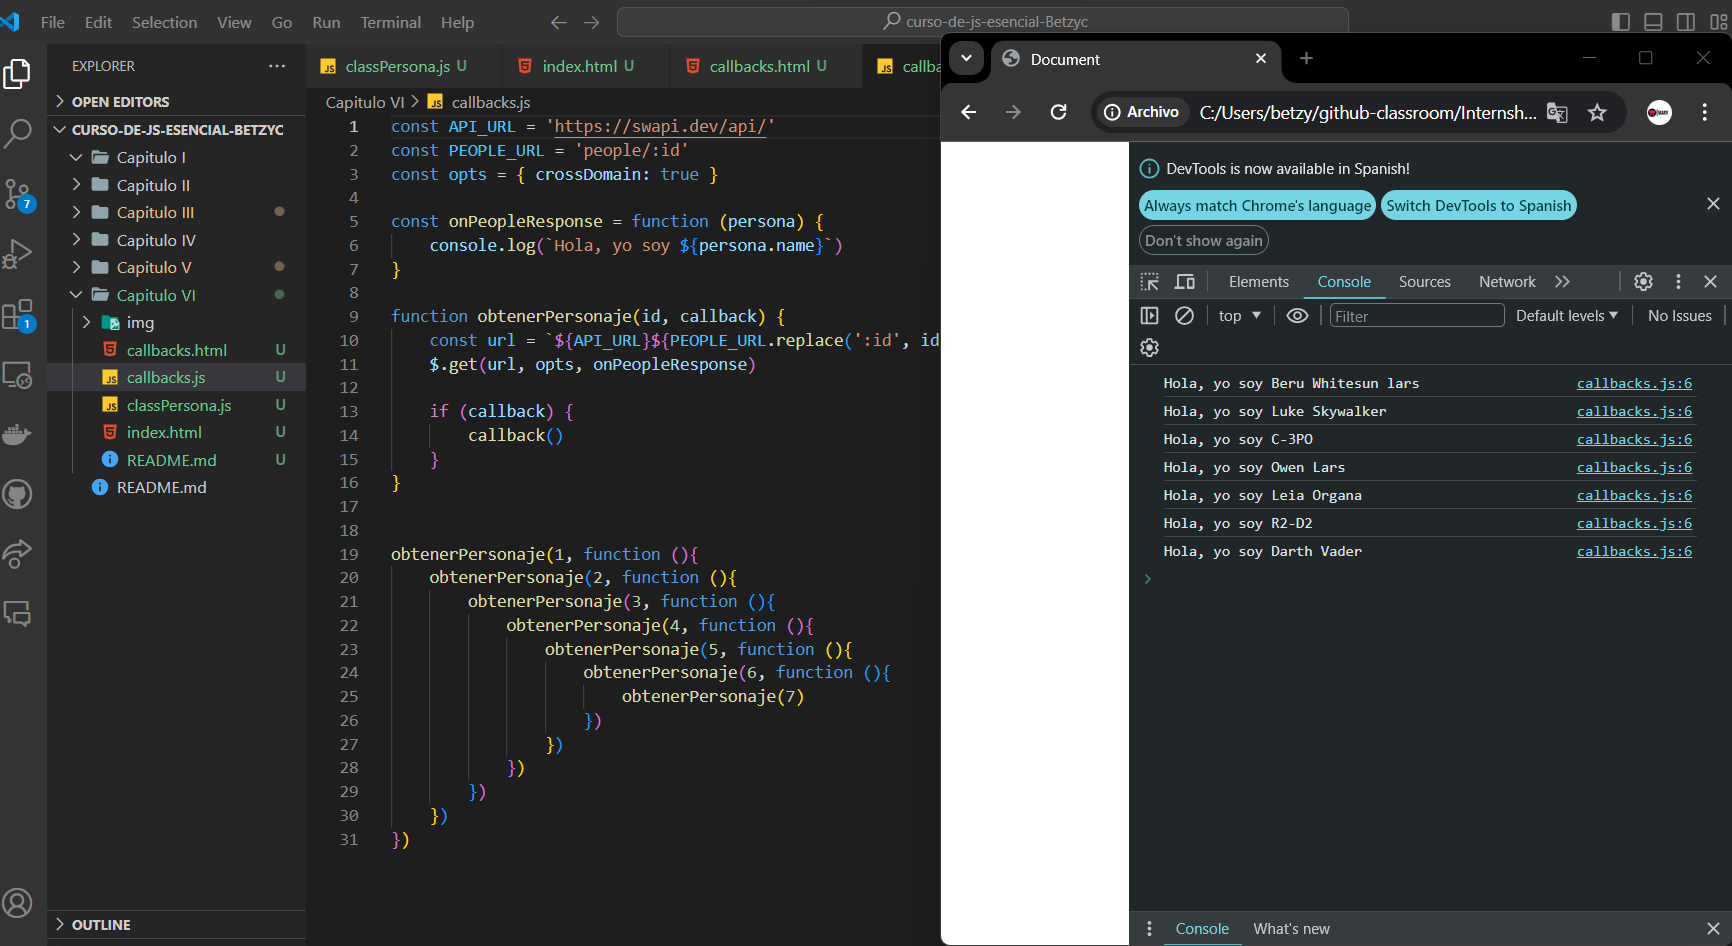 File Edit Selection View Go Run Terminal Help
curso-de-js-esencial-Betzyc
EXPLORER
OPEN EDITORS
CURSO-DE-JS-ESENCIAL-BETZYC
Capitulo I
Capitulo II
Capitulo III
Capitulo IV
Capitulo V
Capitulo VI
img
callbacks.html U
callbacks.js U
classPersona.js U
index.html U
README.md U
README.md
OUTLINE
7
1
classPersona.js U
index.html U
callbacks.html U
callba
Capitulo VI > callbacks.js
1 const API_URL = 'https://swapi.dev/api/'
2 const PEOPLE_URL = 'people/:id'
3 const opts = { crossDomain: true }
4
5 const onPeopleResponse = function (persona) {
6 console.log(`Hola, yo soy ${persona.name}`)
7 }
8
9 function obtenerPersonaje(id, callback) {
10 const url = `${API_URL}${PEOPLE_URL.replace(':id', id
11 $.get(url, opts, onPeopleResponse)
12
13 if (callback) {
14 callback()
15 }
16 }
17
18
19 obtenerPersonaje(1, function (){
20 obtenerPersonaje(2, function (){
21 obtenerPersonaje(3, function (){
22 obtenerPersonaje(4, function (){
23 obtenerPersonaje(5, function (){
24 obtenerPersonaje(6, function (){
25 obtenerPersonaje(7)
26 })
27 })
28 })
29 })
30 })
31 })
Document
Archivo C:/Users/betzy/github-classroom/Internsh...
DevTools is now available in Spanish!
Always match Chrome's language Switch DevTools to Spanish
Don't show again
Elements Console Sources Network
top Filter Default levels No Issues
Hola, yo soy Beru Whitesun lars callbacks.js:6
Hola, yo soy Luke Skywalker callbacks.js:6
Hola, yo soy C-3PO callbacks.js:6
Hola, yo soy Owen Lars callbacks.js:6
Hola, yo soy Leia Organa callbacks.js:6
Hola, yo soy R2-D2 callbacks.js:6
Hola, yo soy Darth Vader callbacks.js:6
Console What's new